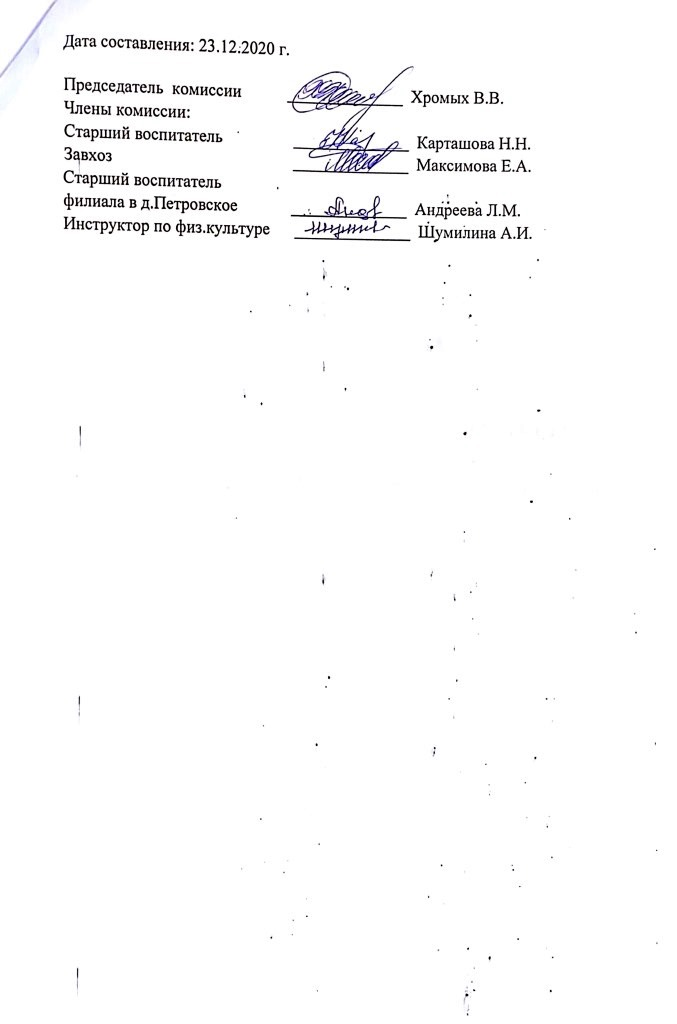 Дата составления: 23.12.2020 г.
Председатель комиссии Хромых В.В.
Члены комиссии:
Старший воспитатель Карташова Н.Н.
Завхоз Максимова Е.А.
Старший воспитатель
филиала в д.Петровское Андреева Л.М.
Инструктор по физ.культуре Шумилина А.И.